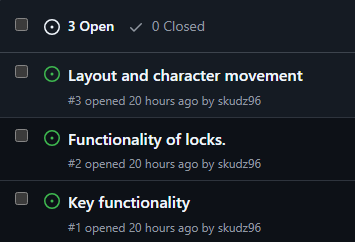 3 Open 0 Closed
Layout and character movement
#3 opened 20 hours ago by skudz96
Functionality of locks.
#2 opened 20 hours ago by skudz96
Key functionality
#1 opened 20 hours ago by skudz96